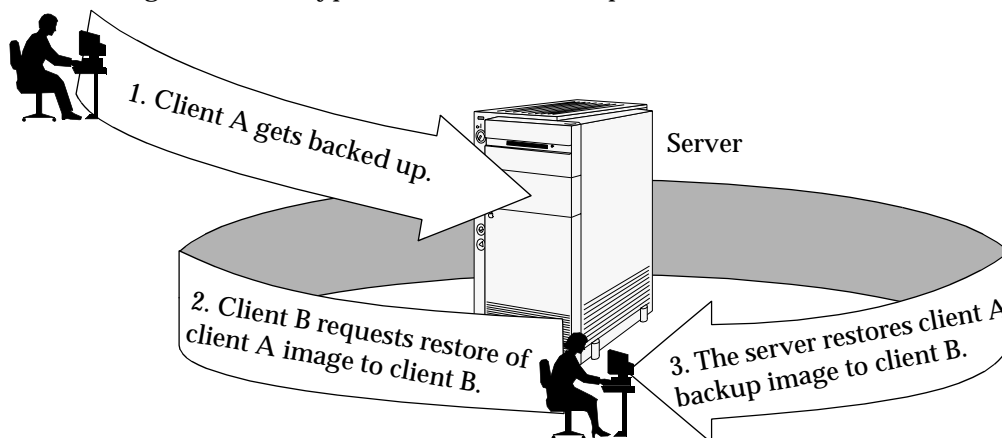 1. Client A gets backed up.
Server
2. Client B requests restore of
client A image to client B.
3. The server restores client A
backup image to client B.